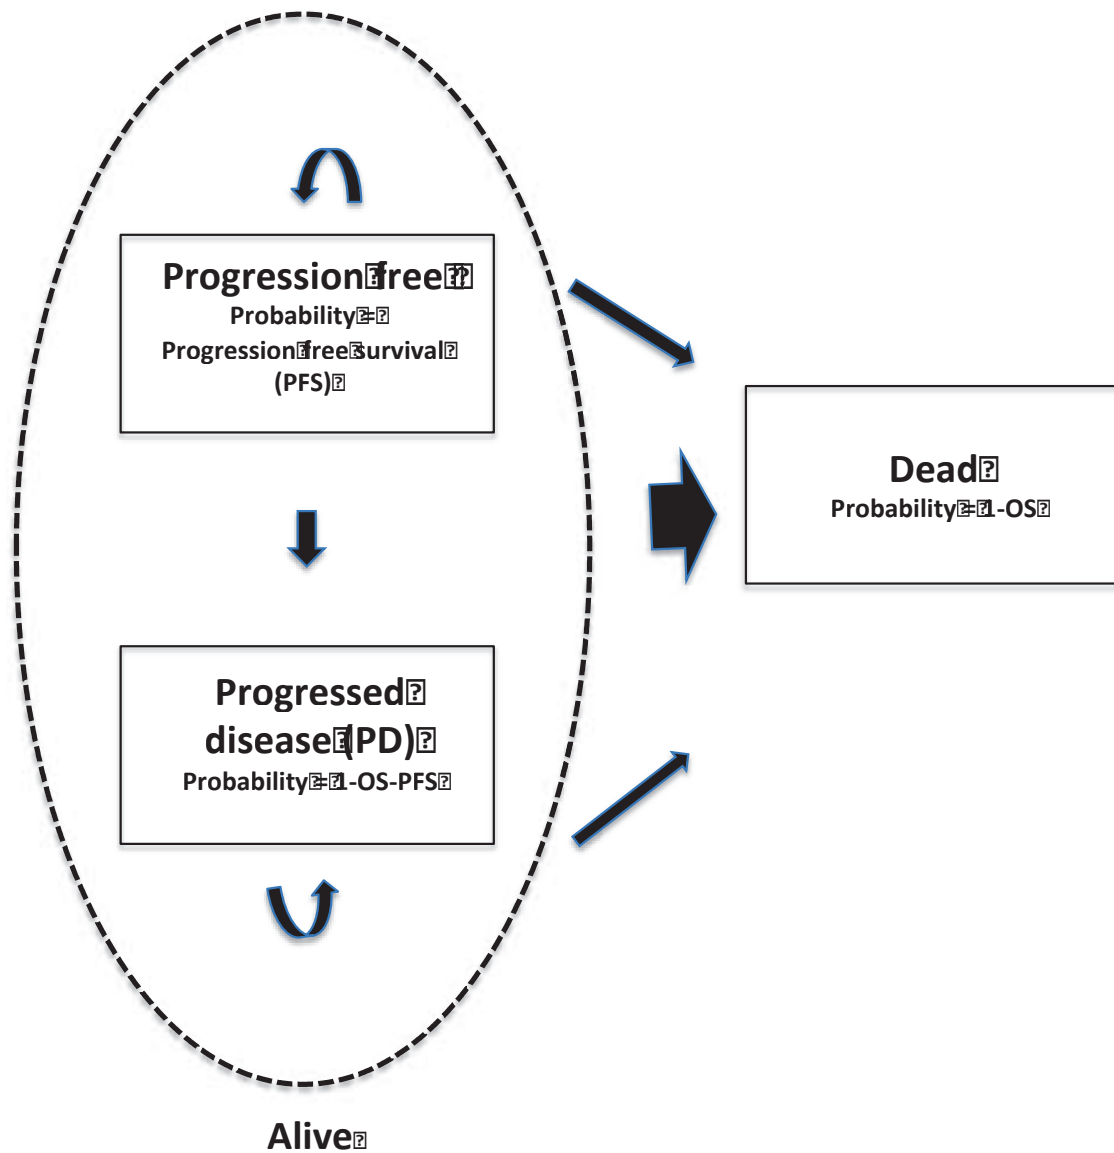 Progression free
Probability =
Progression free survival
(PFS)
Dead
Probability = 1-OS
Progressed
disease (PD)
Probability = 1-OS-PFS
Alive